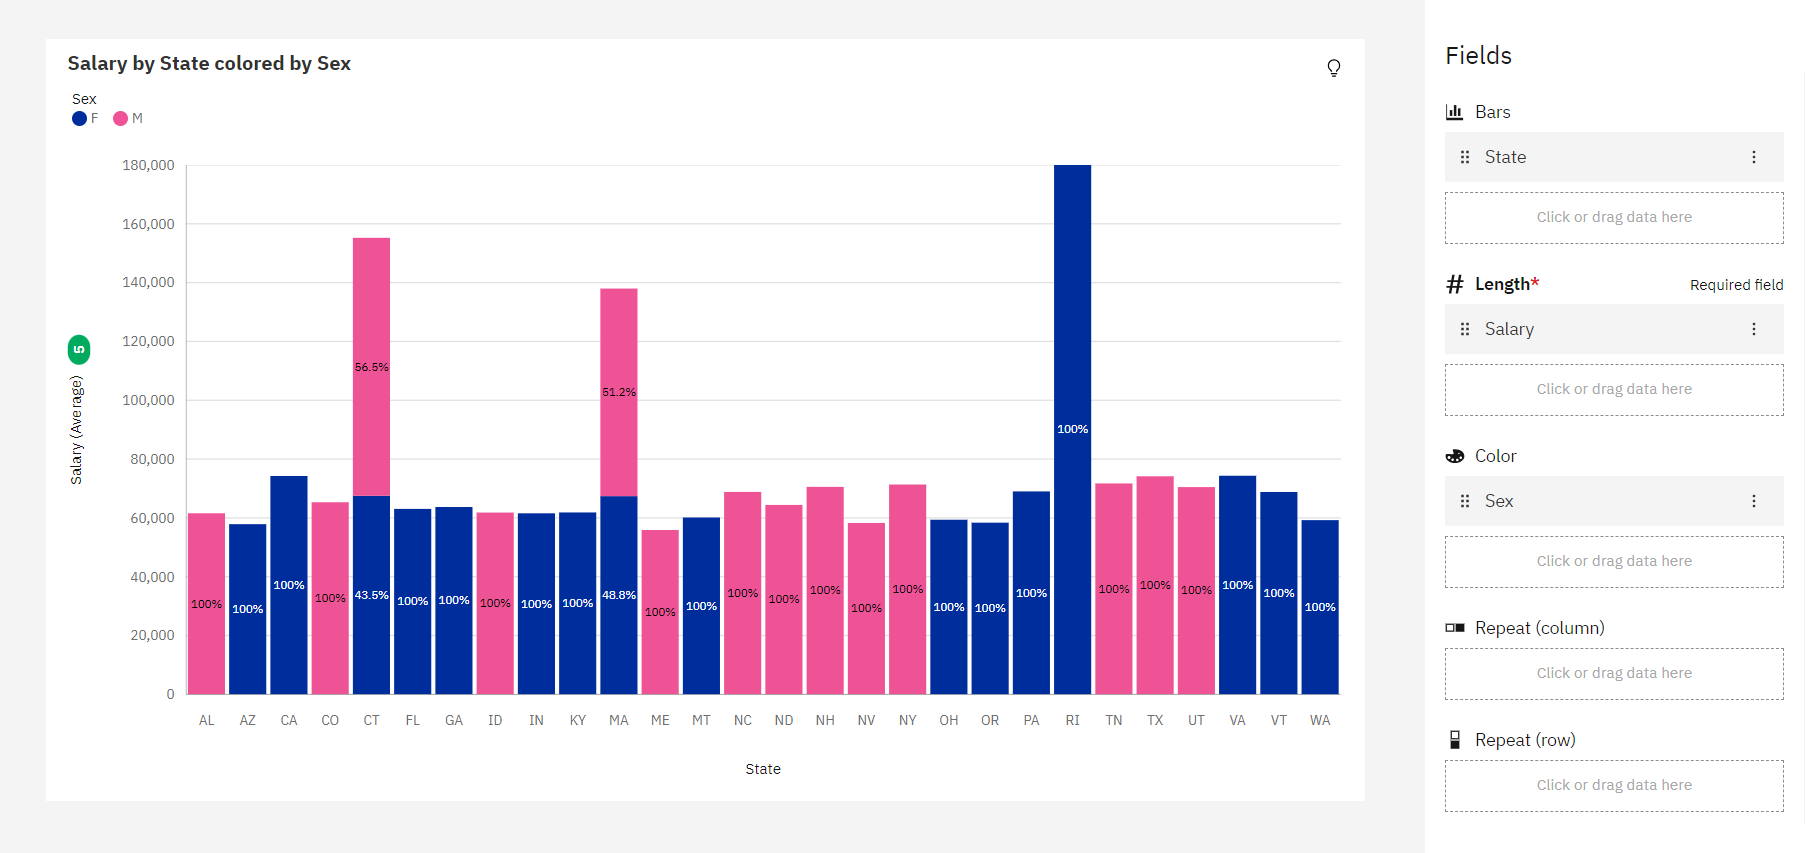 Salary by State colored by Sex
Sex
F M
180,000
160,000
140,000
120,000
100,000
80,000
60,000
40,000
20,000
0
5
Salary (Average)
100% 100% 100% 100% 56.5% 43.5% 100% 100% 100% 100% 100% 51.2% 48.8% 100% 100% 100% 100% 100% 100% 100% 100% 100% 100% 100% 100% 100% 100% 100% 100% 100%
AL AZ CA CO CT FL GA ID IN KY MA ME MT NC ND NH NV NY OH OR PA RI TN TX UT VA VT WA
State
Fields
Bars
State
Click or drag data here
Length* Required field
Salary
Click or drag data here
Color
Sex
Click or drag data here
Repeat (column)
Click or drag data here
Repeat (row)
Click or drag data here